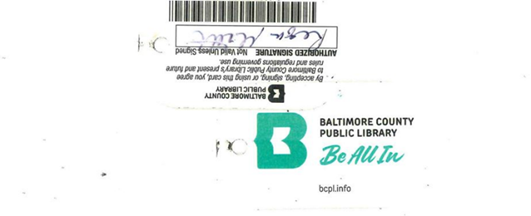 AUTHORIZED SIGNATURE Not Valid Unless Signed
By accepting, signing, or using this card, you agree
to Baltimore County Public Library's present and future
rules and regulations governing use.
BALTIMORE COUNTY
PUBLIC LIBRARY
BALTIMORE COUNTY
PUBLIC LIBRARY
Be All In
bcpl.info